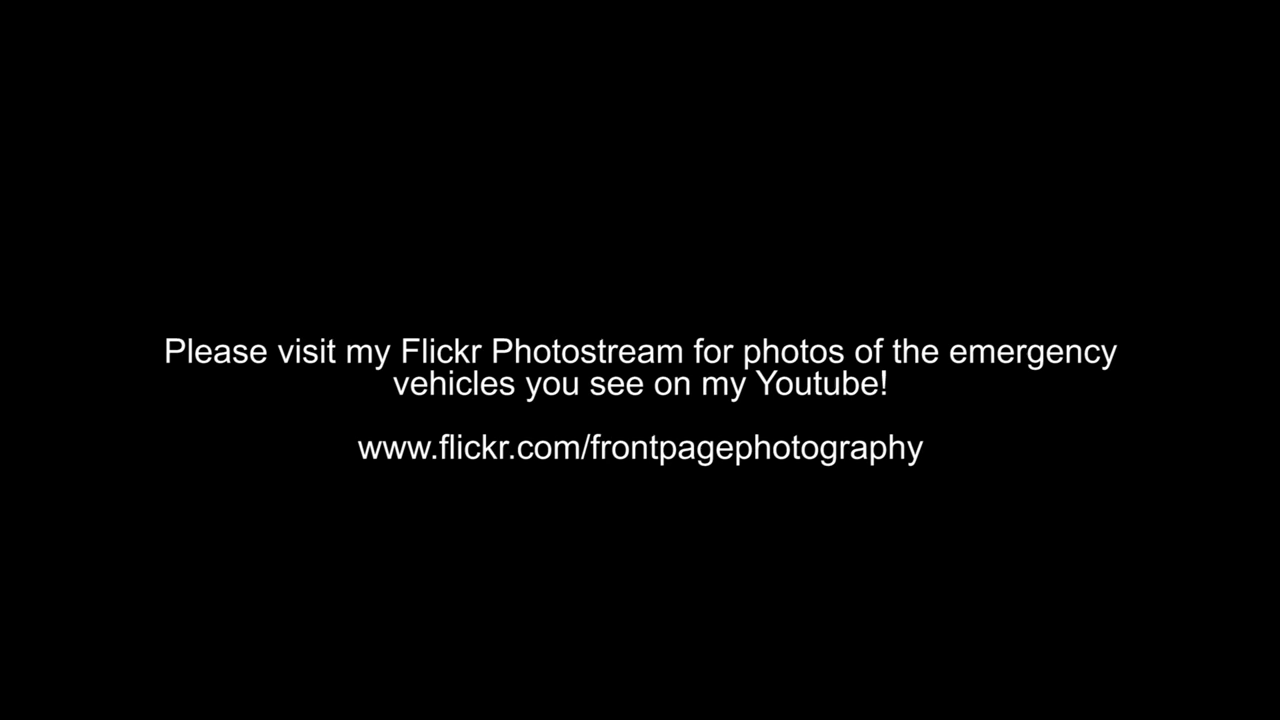 Please visit my Flickr Photostream for photos of the emergency
vehicles you see on my Youtube!
www.flickr.com/frontpagephotography